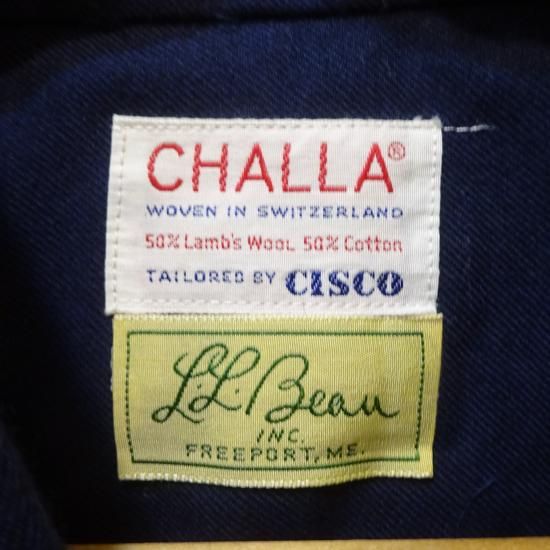 CHALLA®
WOVEN IN SWITZERLAND
50% Lamb's Wool 50% Cotton
TAILORED BY CISCO
L.L. Bean
INC.
FREEPORT, ME.